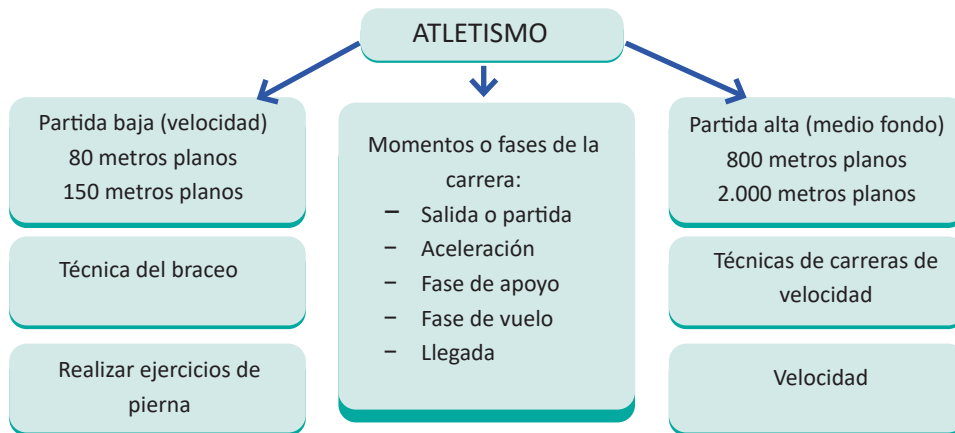 ATLETISMO
Partida baja (velocidad)
80 metros planos
150 metros planos
Técnica del braceo
Realizar ejercicios de
pierna
Momentos o fases de la
carrera:
– Salida o partida
– Aceleración
– Fase de apoyo
– Fase de vuelo
– Llegada
Partida alta (medio fondo)
800 metros planos
2.000 metros planos
Técnicas de carreras de
velocidad
Velocidad